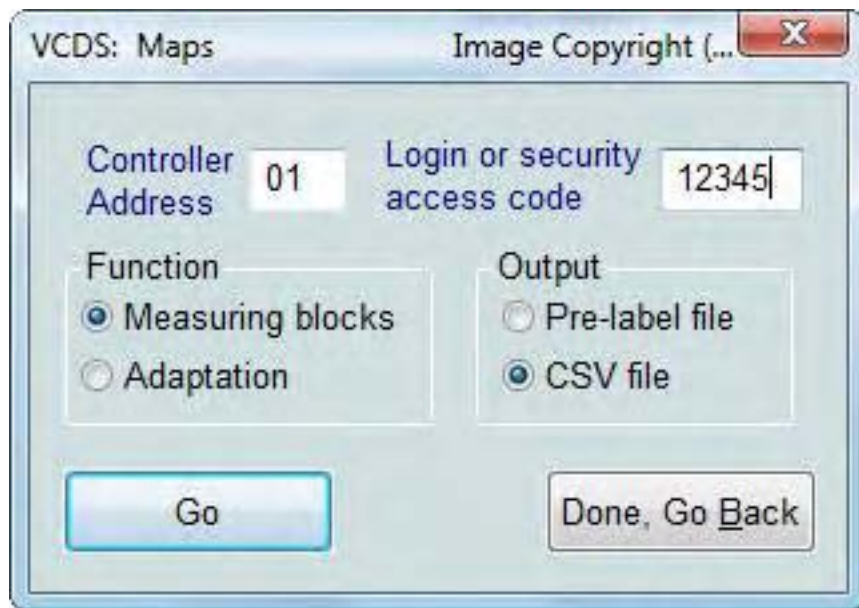 VCDS: Maps Image Copyright (...
Controller Address 01
Login or security access code 12345
Function
Measuring blocks
Adaptation
Output
Pre-label file
CSV file
Go
Done, Go Back